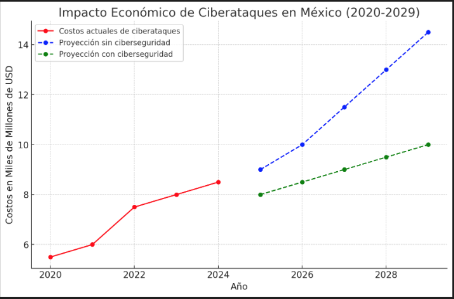 Impacto Económico de Ciberataques en México (2020-2029)
Costos actuales de ciberataques
Proyección sin ciberseguridad
Proyección con ciberseguridad
Costos en Miles de Millones de USD
14
12
10
8
6
2020
2022
2024
2026
2028
Año